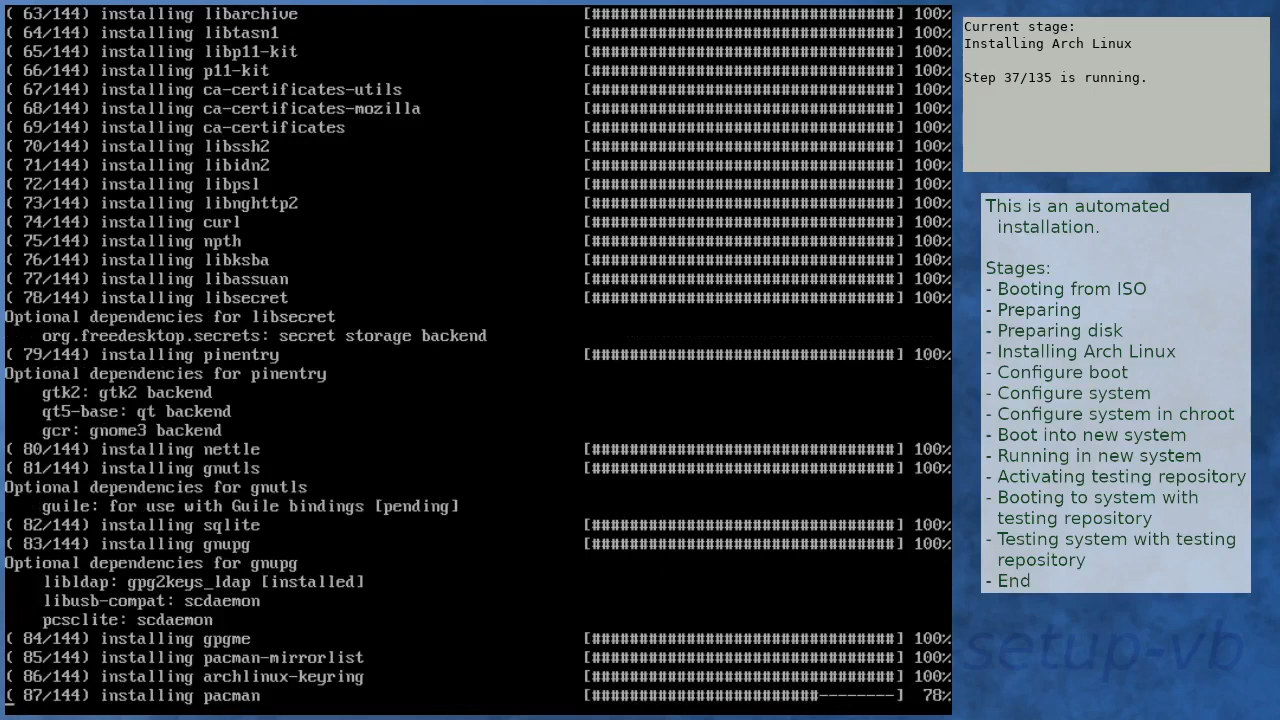 ( 63/144) installing libarchive [################################] 100%
( 64/144) installing libtasn1 [################################] 100%
( 65/144) installing libp11-kit [################################] 100%
( 66/144) installing p11-kit [################################] 100%
( 67/144) installing ca-certificates-utils [################################] 100%
( 68/144) installing ca-certificates-mozilla [################################] 100%
( 69/144) installing ca-certificates [################################] 100%
( 70/144) installing libssh2 [################################] 100%
( 71/144) installing libidn2 [################################] 100%
( 72/144) installing libpsl [################################] 100%
( 73/144) installing libnghttp2 [################################] 100%
( 74/144) installing curl [################################] 100%
( 75/144) installing npth [################################] 100%
( 76/144) installing libksba [################################] 100%
( 77/144) installing libassuan [################################] 100%
( 78/144) installing libsecret [################################] 100%
Optional dependencies for libsecret
org.freedesktop.secrets: secret storage backend
( 79/144) installing pinentry [################################] 100%
Optional dependencies for pinentry
gtk2: gtk2 backend
qt5-base: qt backend
gcr: gnome3 backend
( 80/144) installing nettle [################################] 100%
( 81/144) installing gnutls [################################] 100%
Optional dependencies for gnutls
guile: for use with Guile bindings [pending]
( 82/144) installing sqlite [################################] 100%
( 83/144) installing gnupg [################################] 100%
Optional dependencies for gnupg
libldap: gpg2keys_ldap [installed]
libusb-compat: scdaemon
pcsclite: scdaemon
( 84/144) installing gpgme [################################] 100%
( 85/144) installing pacman-mirrorlist [################################] 100%
( 86/144) installing archlinux-keyring [################################] 100%
( 87/144) installing pacman [########################--------] 78%
Current stage:
Installing Arch Linux
Step 37/135 is running.
This is an automated
installation.
Stages:
- Booting from ISO
- Preparing
- Preparing disk
- Installing Arch Linux
- Configure boot
- Configure system
- Configure system in chroot
- Boot into new system
- Running in new system
- Activating testing repository
- Booting to system with
testing repository
- Testing system with testing
repository
- End
setup-vb